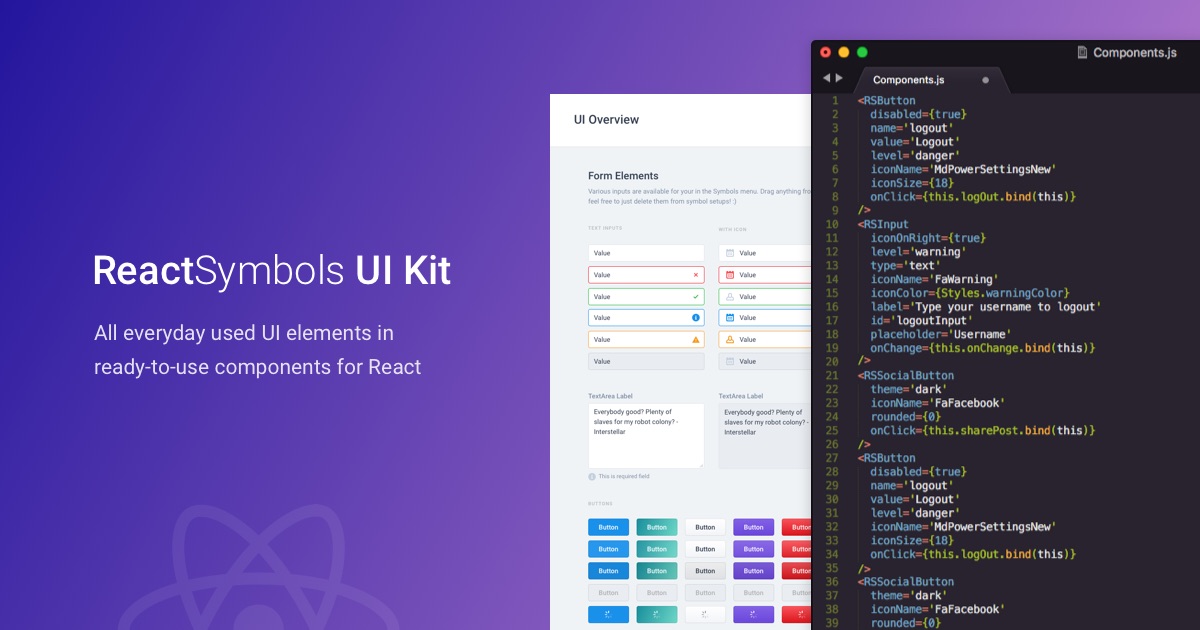 ReactSymbols UI Kit
All everyday used UI elements in
ready-to-use components for React
UI Overview
Form Elements
Various inputs are available for your in the Symbols menu. Drag anything fro
feel free to just delete them from symbol setups! :)
TEXT INPUTS
WITH ICON
Value
Value
Value
Value
Value
Value
Value
Value
Value
Value
Value
Value
TextArea Label
TextArea Label
Everybody good? Plenty of
slaves for my robot colony? -
Interstellar
Everybody good? Plenty of
slaves for my robot colony? -
Interstellar
This is required field
BUTTONS
Button Button Button Button Button
Button Button Button Button Button
Button Button Button Button Button
Button Button Button Button Button
Components.js
Components.js
1 <RSButton
2 disabled={true}
3 name='logout'
4 value='Logout'
5 level='danger'
6 iconName='MdPowerSettingsNew'
7 iconSize={18}
8 onClick={this.logOut.bind(this)}
9 />
10 <RSInput
11 iconOnRight={true}
12 level='warning'
13 type='text'
14 iconName='FaWarning'
15 iconColor={Styles.warningColor}
16 label='Type your username to logout'
17 id='logoutInput'
18 placeholder='Username'
19 onChange={this.onChange.bind(this)}
20 />
21 <RSSocialButton
22 theme='dark'
23 iconName='FaFacebook'
24 rounded={0}
25 onClick={this.sharePost.bind(this)}
26 />
27 <RSButton
28 disabled={true}
29 name='logout'
30 value='Logout'
31 level='danger'
32 iconName='MdPowerSettingsNew'
33 iconSize={18}
34 onClick={this.logOut.bind(this)}
35 />
36 <RSSocialButton
37 theme='dark'
38 iconName='FaFacebook'
39 rounded={0}